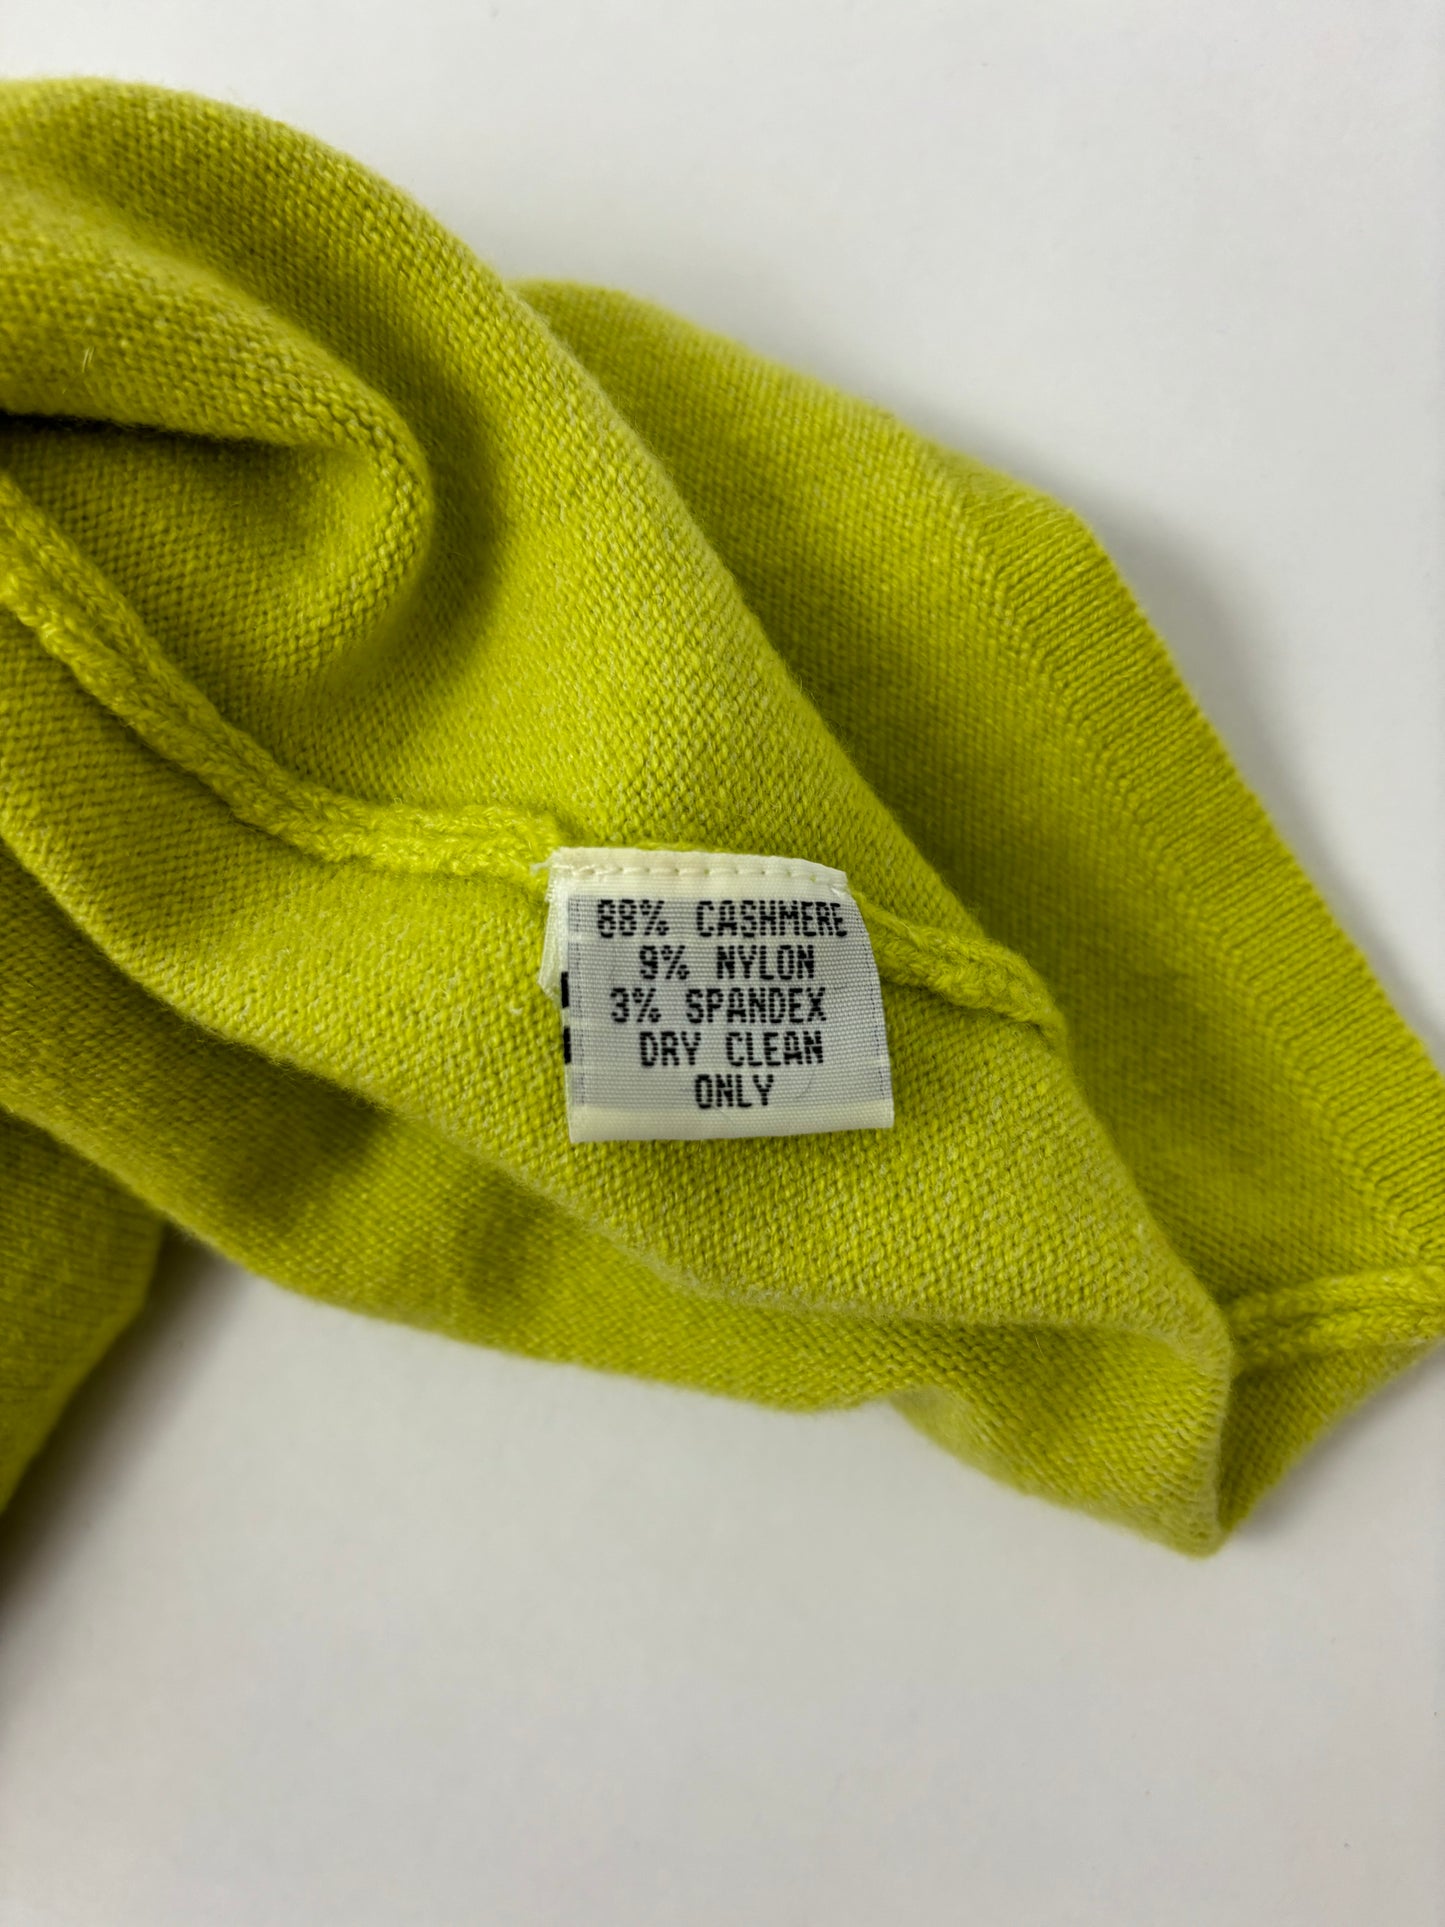 88% CASHMERE
9% NYLON
3% SPANDEX
DRY CLEAN
ONLY